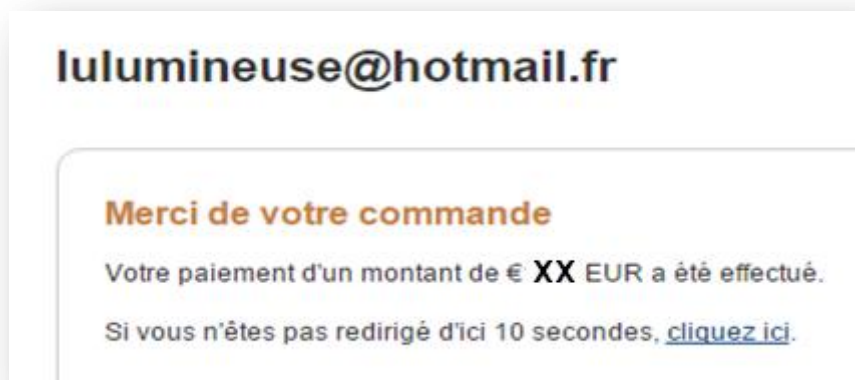 lulumineuse@hotmail.fr
Merci de votre commande
Votre paiement d'un montant de € XX EUR a été effectué.
Si vous n'êtes pas redirigé d'ici 10 secondes, cliquez ici.